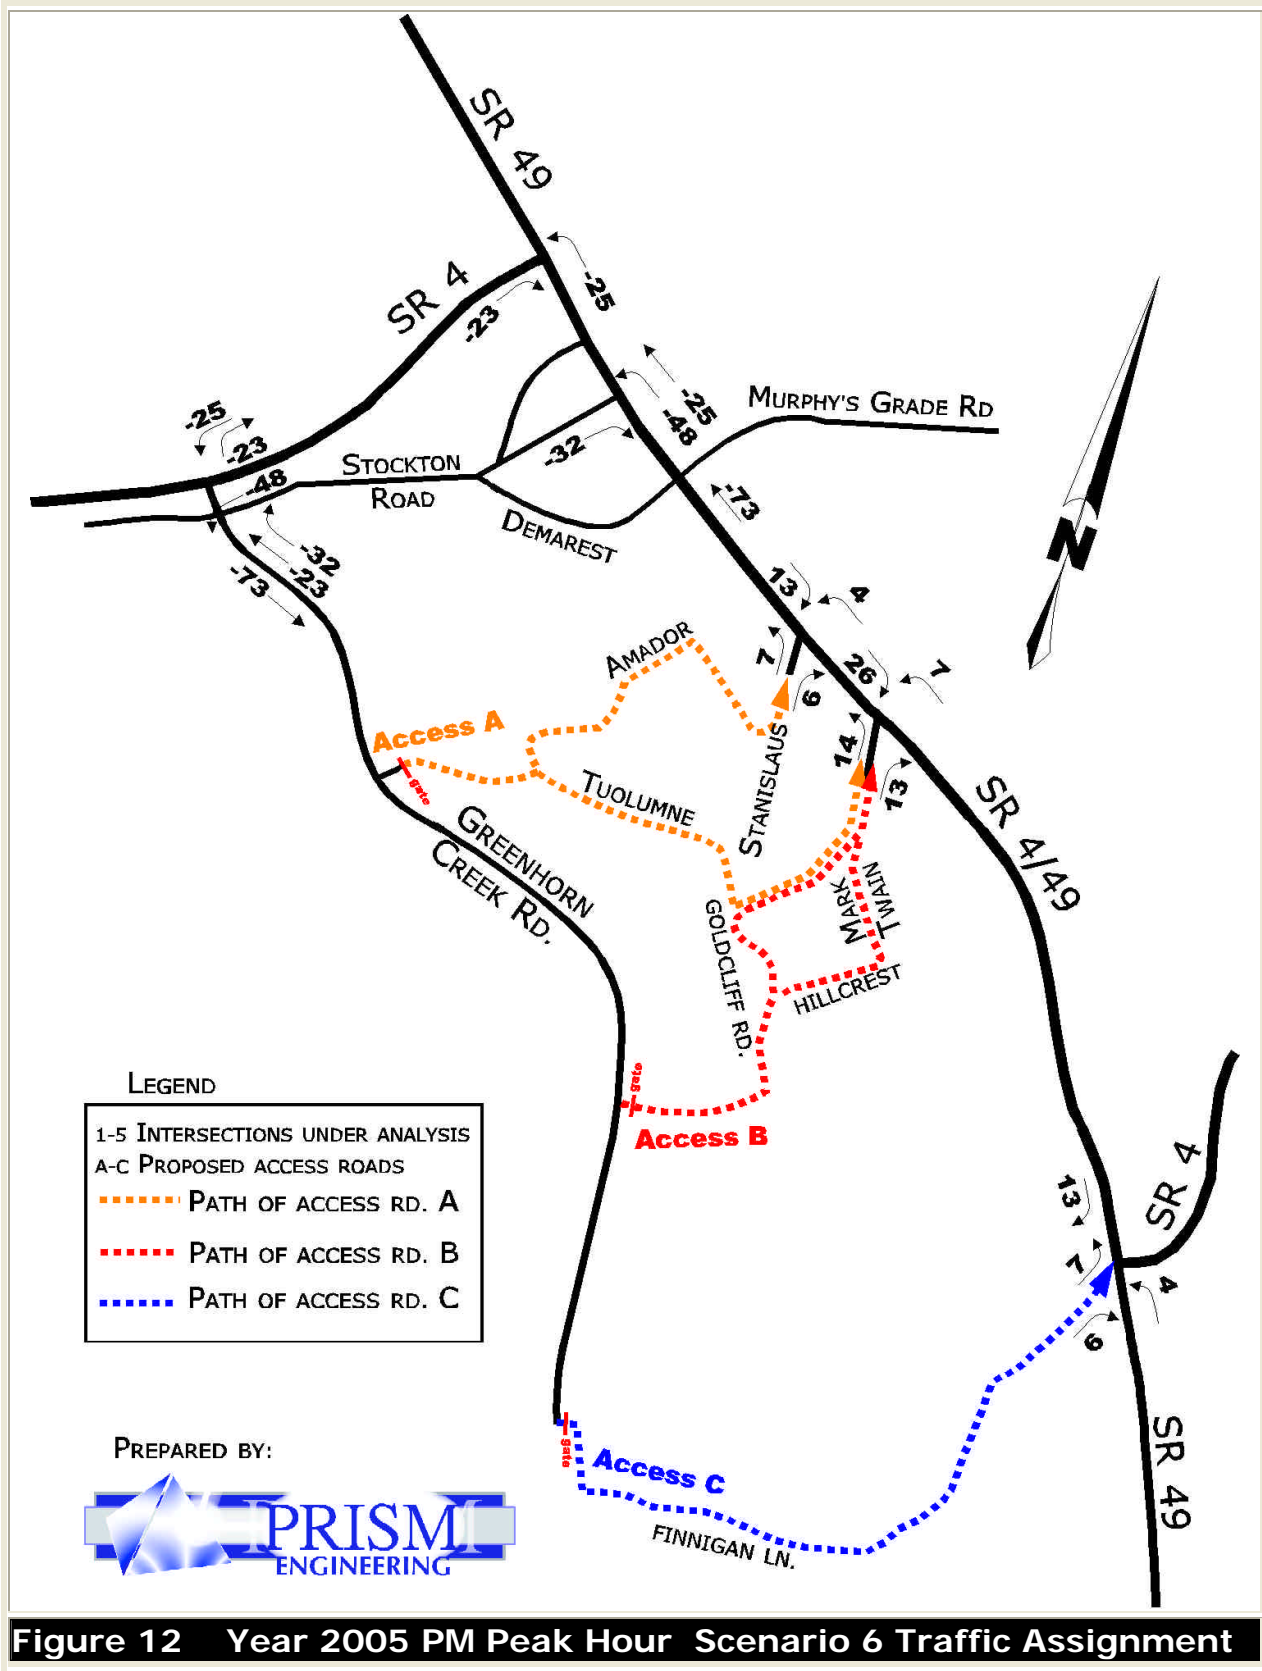 SR 49
SR 4
-25
-23
-25
-48
-25
-23
-48
MURPHY'S GRADE RD
-32
STOCKTON
ROAD
DEMAREST
-73
-32
-23
-73
N
13
4
7
6
26
7
14
13
AMADOR
Access A
gate
TUOLUMNE
STANISLAUS
GREENHORN
CREEK RD.
SR 4/49
MARK
TWAIN
GOLDCLIFF RD.
HILLCREST
gate
Access B
LEGEND
1-5 INTERSECTIONS UNDER ANALYSIS
A-C PROPOSED ACCESS ROADS
PATH OF ACCESS RD. A
PATH OF ACCESS RD. B
PATH OF ACCESS RD. C
13
7
SR 4
4
6
gate
Access C
FINNIGAN LN.
SR 49
PREPARED BY:
PRISM
ENGINEERING
Figure 12 Year 2005 PM Peak Hour Scenario 6 Traffic Assignment